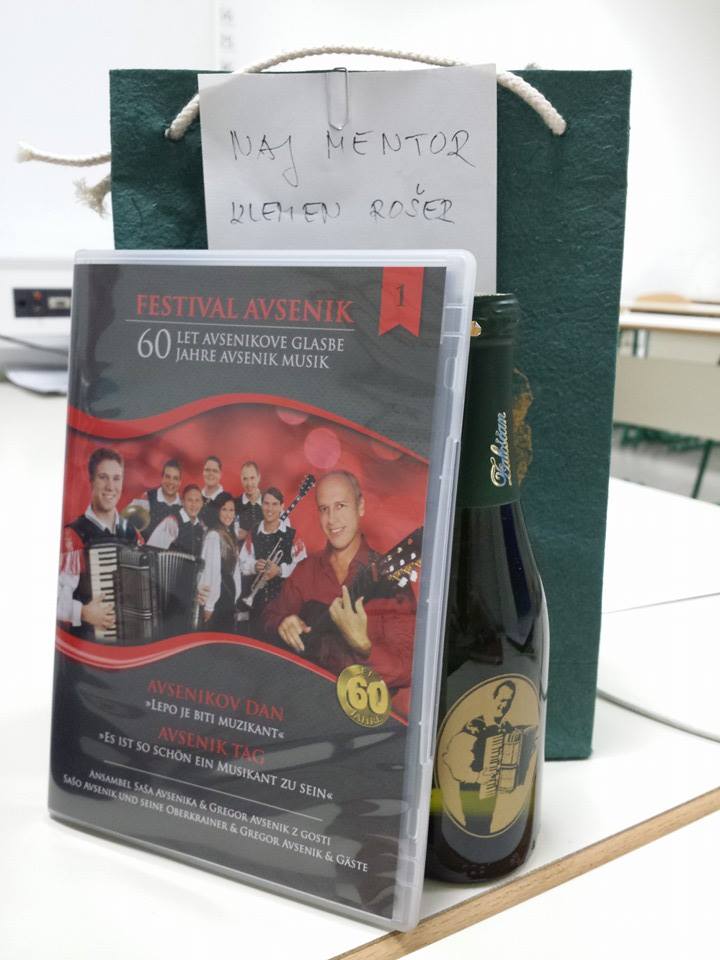 NAJ MENTOR
KLEMEN ROŠER
1
FESTIVAL AVSENIK
60 LET AVSENIKOVE GLASBE
JAHRE AVSENIK MUSIK
60
AVSENIKOV DAN
»LEPO JE BITI MUZIKANT«
AVSENIK TAG
»ES IST SO SCHÖN EIN MUSIKANT ZU SEIN«
ANSAMBEL SAŠA AVSENIKA & GREGOR AVSENIK Z GOSTI
SAŠO AVSENIK UND SEINE OBERKRAINER & GREGOR AVSENIK & GÄSTE